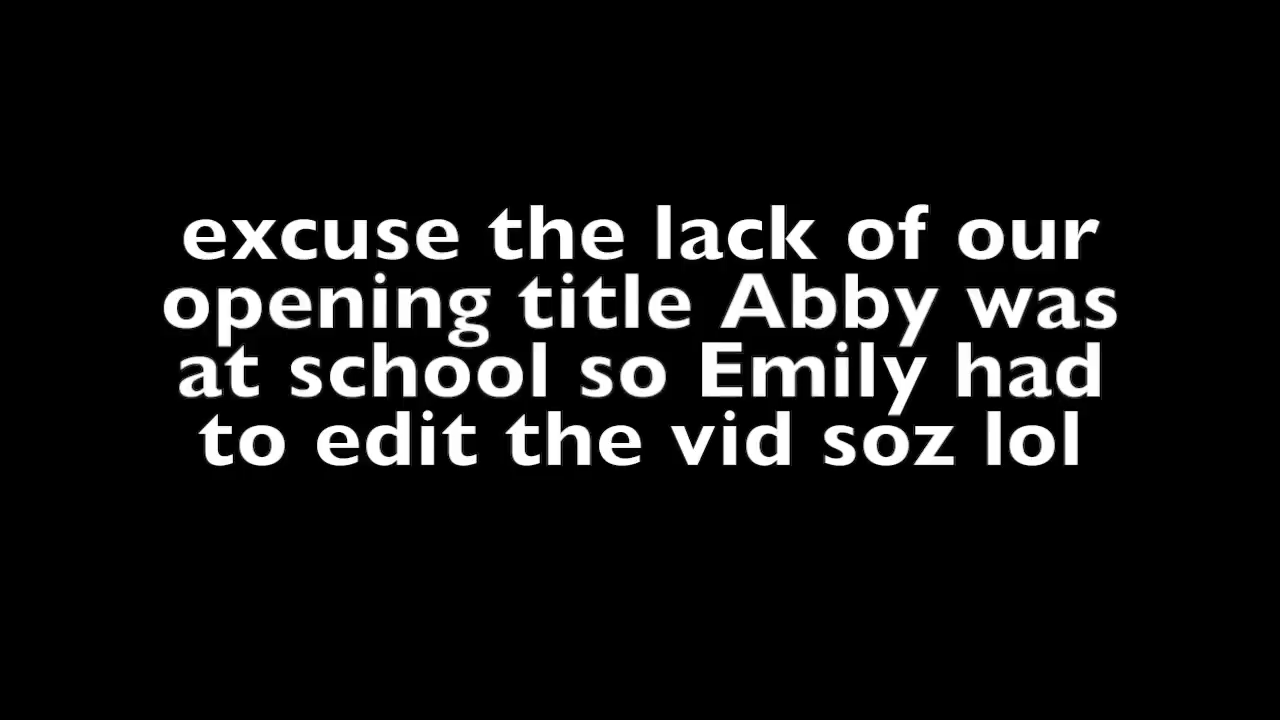 excuse the lack of our
opening title Abby was
at school so Emily had
to edit the vid soz lol